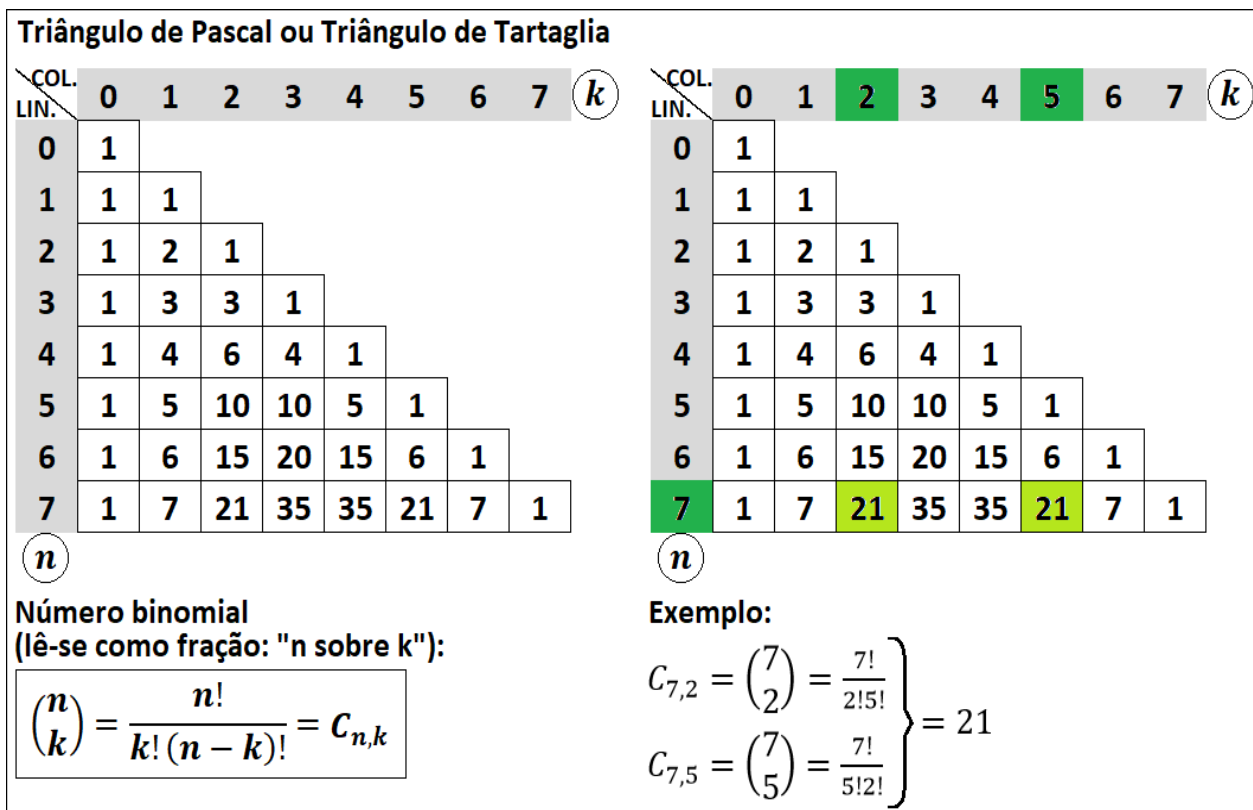 Triângulo de Pascal ou Triângulo de Tartaglia
COL.
LIN.
0 1 2 3 4 5 6 7 k
0 1
1 1 1
2 1 2 1
3 1 3 3 1
4 1 4 6 4 1
5 1 5 10 10 5 1
6 1 6 15 20 15 6 1
7 1 7 21 35 35 21 7 1
n
Número binomial
(lê-se como fração: "n sobre k"):
(n k) = n! / k! (n − k)! = C_{n,k}
COL.
LIN.
0 1 2 3 4 5 6 7 k
0 1
1 1 1
2 1 2 1
3 1 3 3 1
4 1 4 6 4 1
5 1 5 10 10 5 1
6 1 6 15 20 15 6 1
7 1 7 21 35 35 21 7 1
n
Exemplo:
C_{7,2} = (7 2) = 7! / 2!5!
C_{7,5} = (7 5) = 7! / 5!2!
} = 21